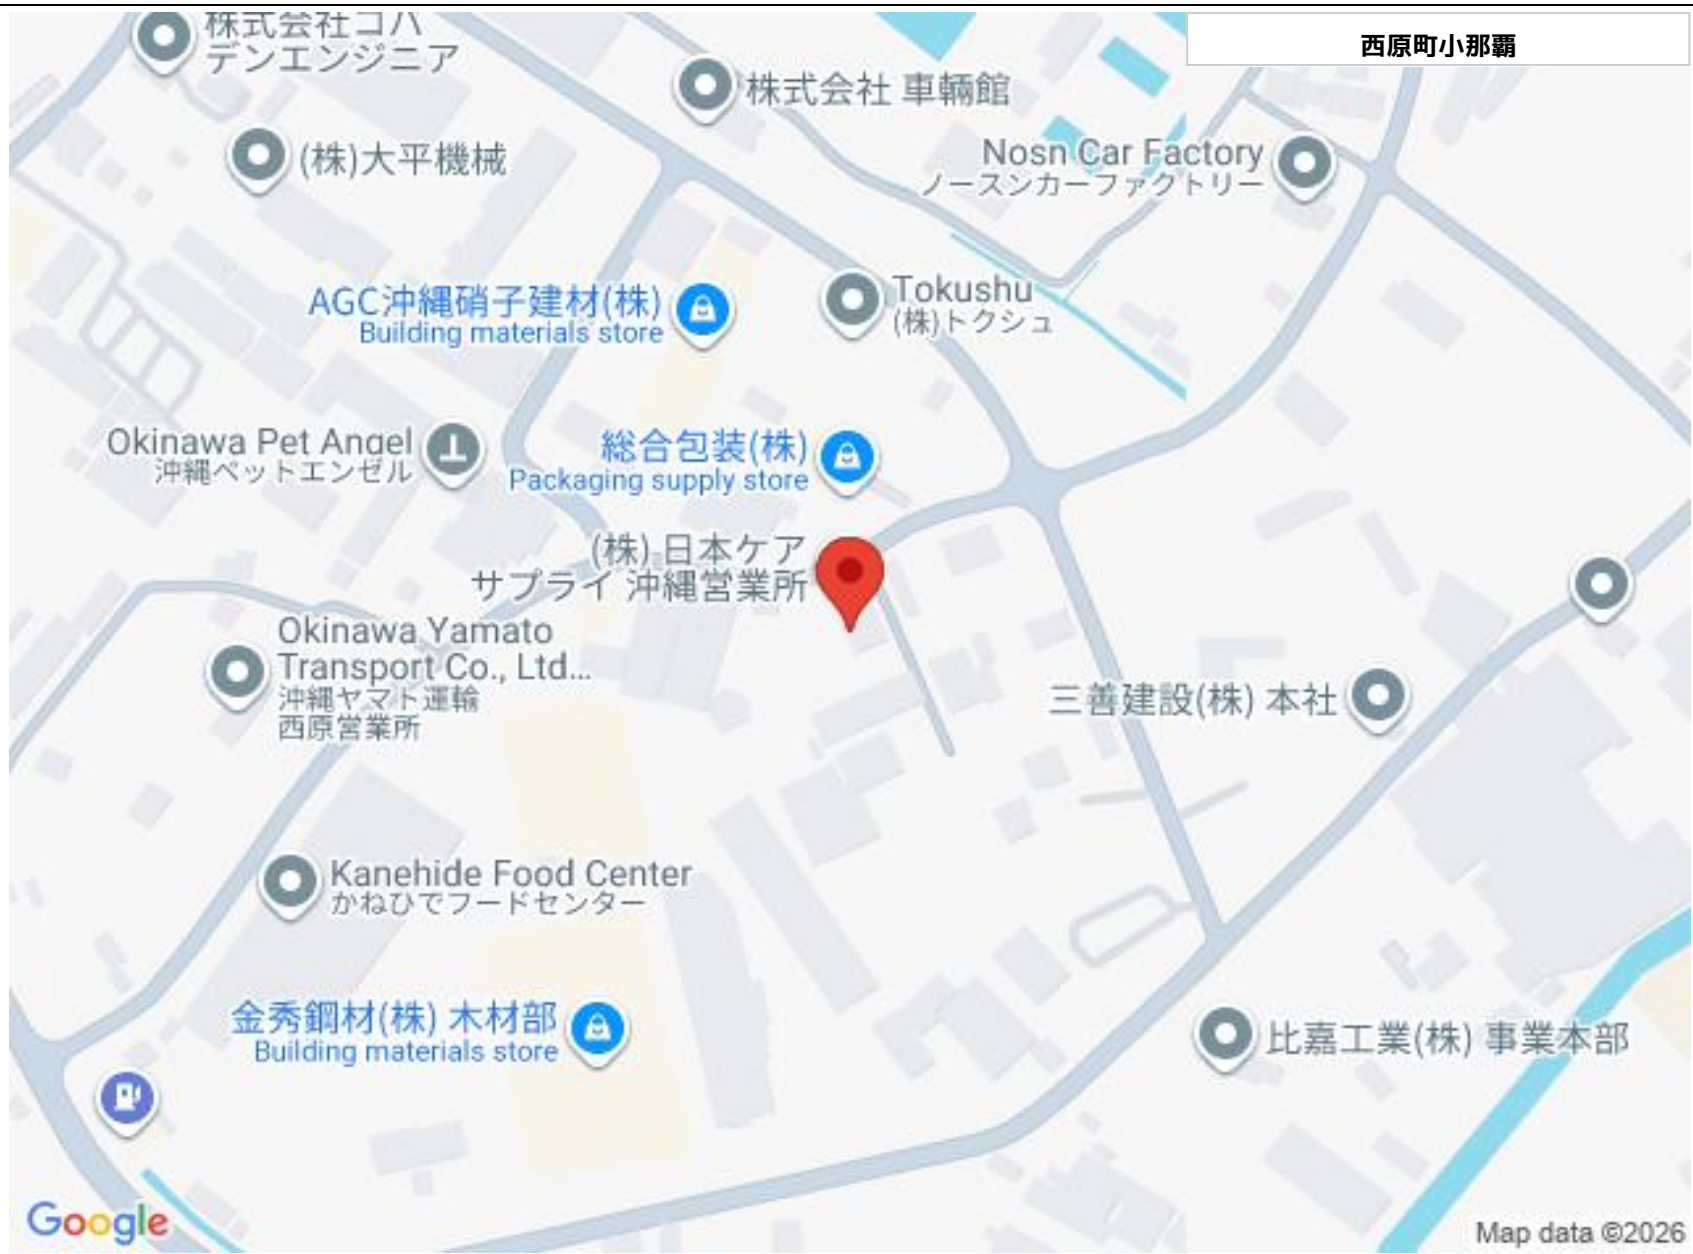 西原町小那覇
株式会社コハ
デンエンジニア
株式会社 車輛館
(株)大平機械
Nosn Car Factory
ノースンカーファクトリー
AGC沖縄硝子建材(株)
Building materials store
Tokushu
(株)トクシュ
Okinawa Pet Angel
沖縄ペットエンゼル
総合包装(株)
Packaging supply store
(株) 日本ケア
サプライ 沖縄営業所
Okinawa Yamato
Transport Co., Ltd...
沖縄ヤマト運輸
西原営業所
三善建設(株) 本社
Kanehide Food Center
かねひでフードセンター
金秀鋼材(株) 木材部
Building materials store
比嘉工業(株) 事業本部
Google
Map data ©2026